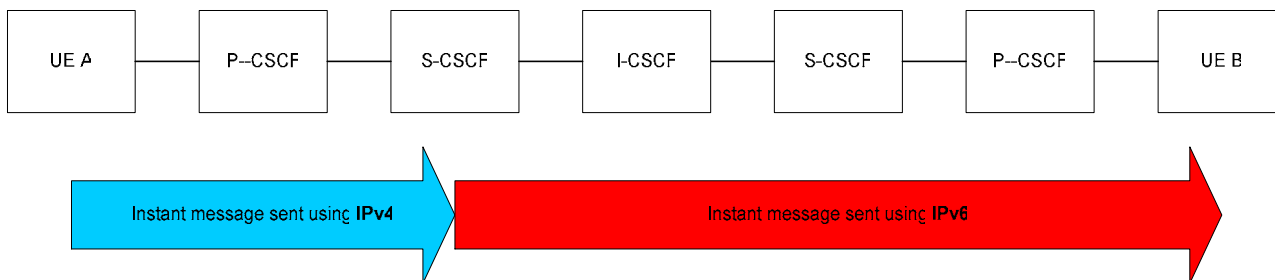 UE A
P--CSCF
S-CSCF
I-CSCF
S-CSCF
P--CSCF
UE B
Instant message sent using IPv4
Instant message sent using IPv6